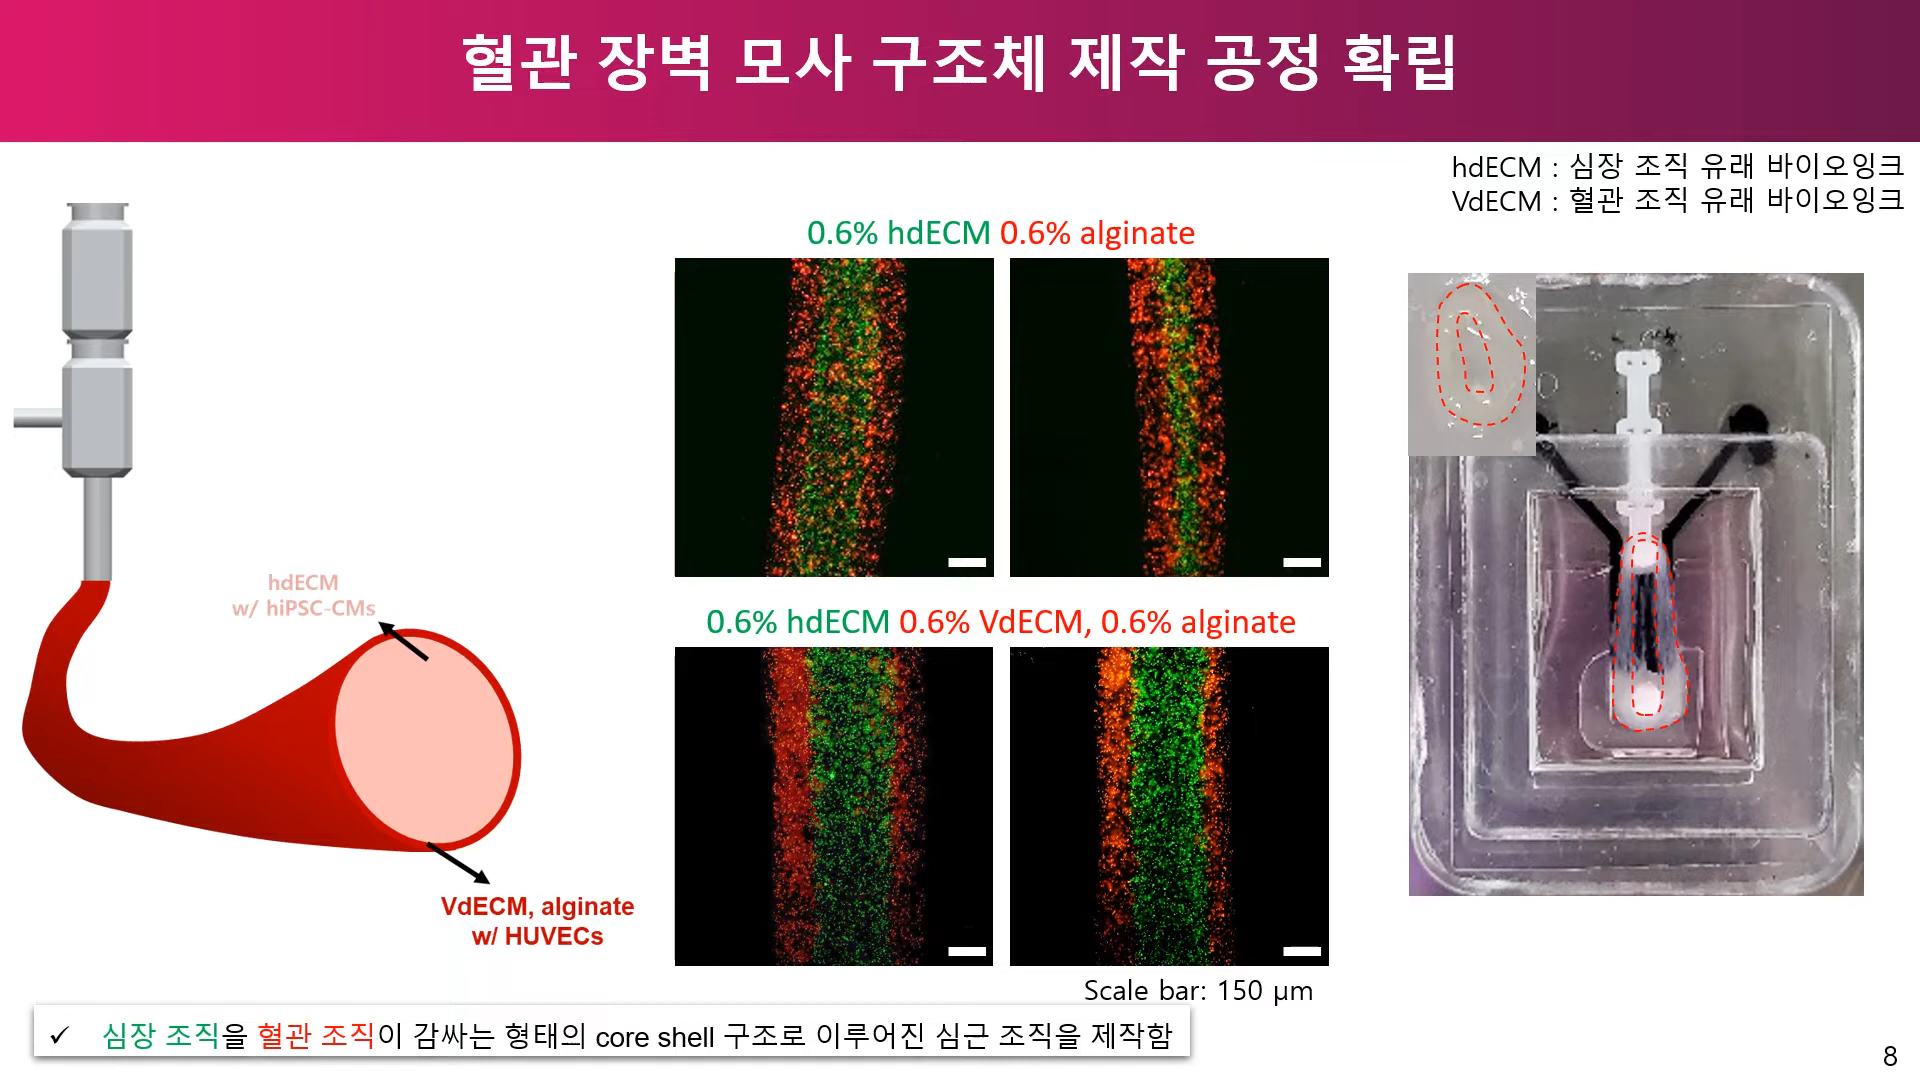 혈관 장벽 모사 구조체 제작 공정 확립
hdECM : 심장 조직 유래 바이오잉크
VdECM : 혈관 조직 유래 바이오잉크
0.6% hdECM 0.6% alginate
hdECM
w/ hiPSC-CMs
0.6% hdECM 0.6% VdECM, 0.6% alginate
VdECM, alginate
w/ HUVECs
Scale bar: 150 μm
✓ 심장 조직을 혈관 조직이 감싸는 형태의 core shell 구조로 이루어진 심근 조직을 제작함
8